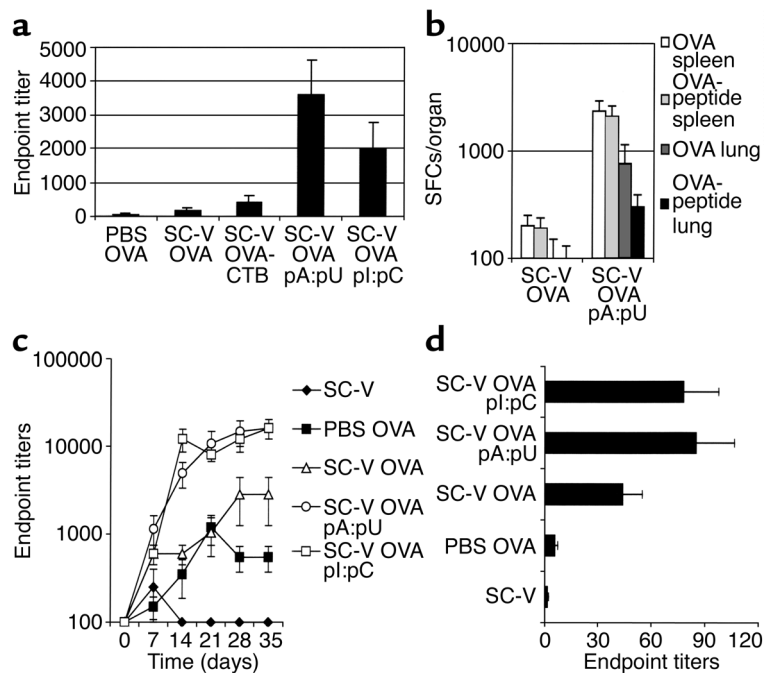 a
Endpoint titer
5000
4000
3000
2000
1000
0
PBS
OVA
SC-V
OVA
SC-V
OVA-
CTB
SC-V
OVA
pA:pU
SC-V
OVA
pI:pC
b
SFCs/organ
10000
1000
100
SC-V
OVA
SC-V
OVA
pA:pU
OVA
spleen
OVA-
peptide
spleen
OVA lung
OVA-
peptide
lung
c
Endpoint titers
100000
10000
1000
100
0 7 14 21 28 35
Time (days)
SC-V
PBS OVA
SC-V OVA
SC-V OVA
pA:pU
SC-V OVA
pI:pC
d
SC-V OVA
pI:pC
SC-V OVA
pA:pU
SC-V OVA
PBS OVA
SC-V
0 30 60 90 120
Endpoint titers